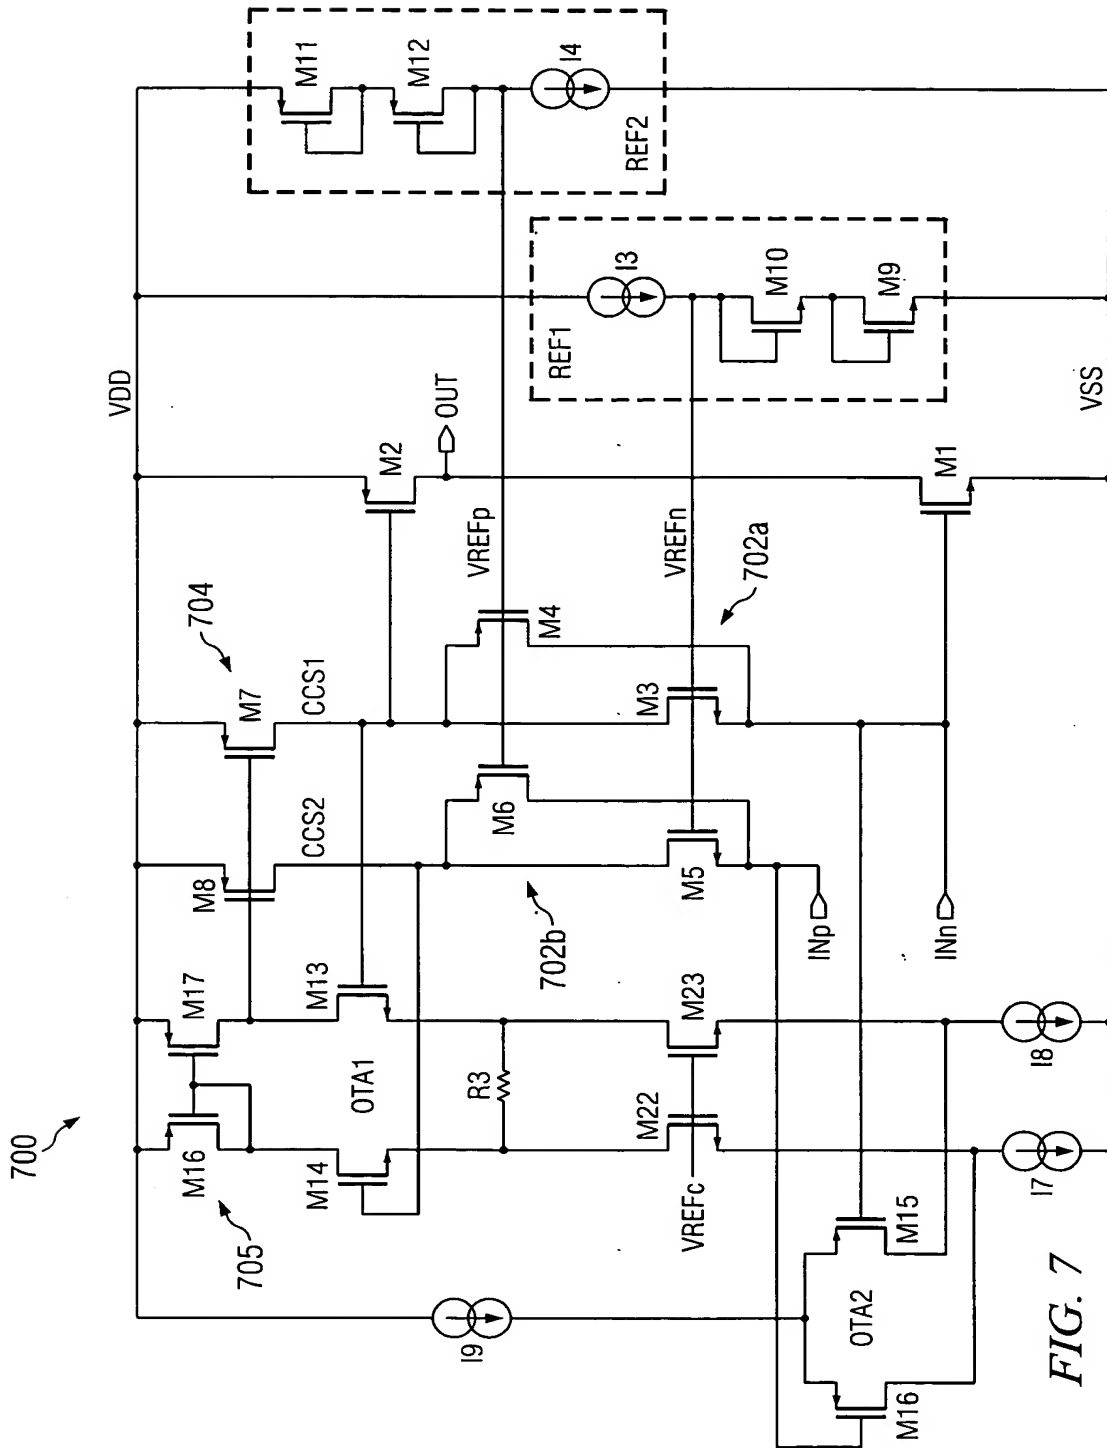 700
705
M16
M17
M14
M13
OTA1
R3
M22
M23
VREFc
I9
M16
OTA2
M15
I7
I8
M8
CCS2
M7
704
CCS1
M6
M4
702b
M5
M3
702a
INp
INn
VDD
M2
OUT
VREFp
VREFn
M1
VSS
REF1
I3
M10
M9
M11
M12
I4
REF2
FIG. 7